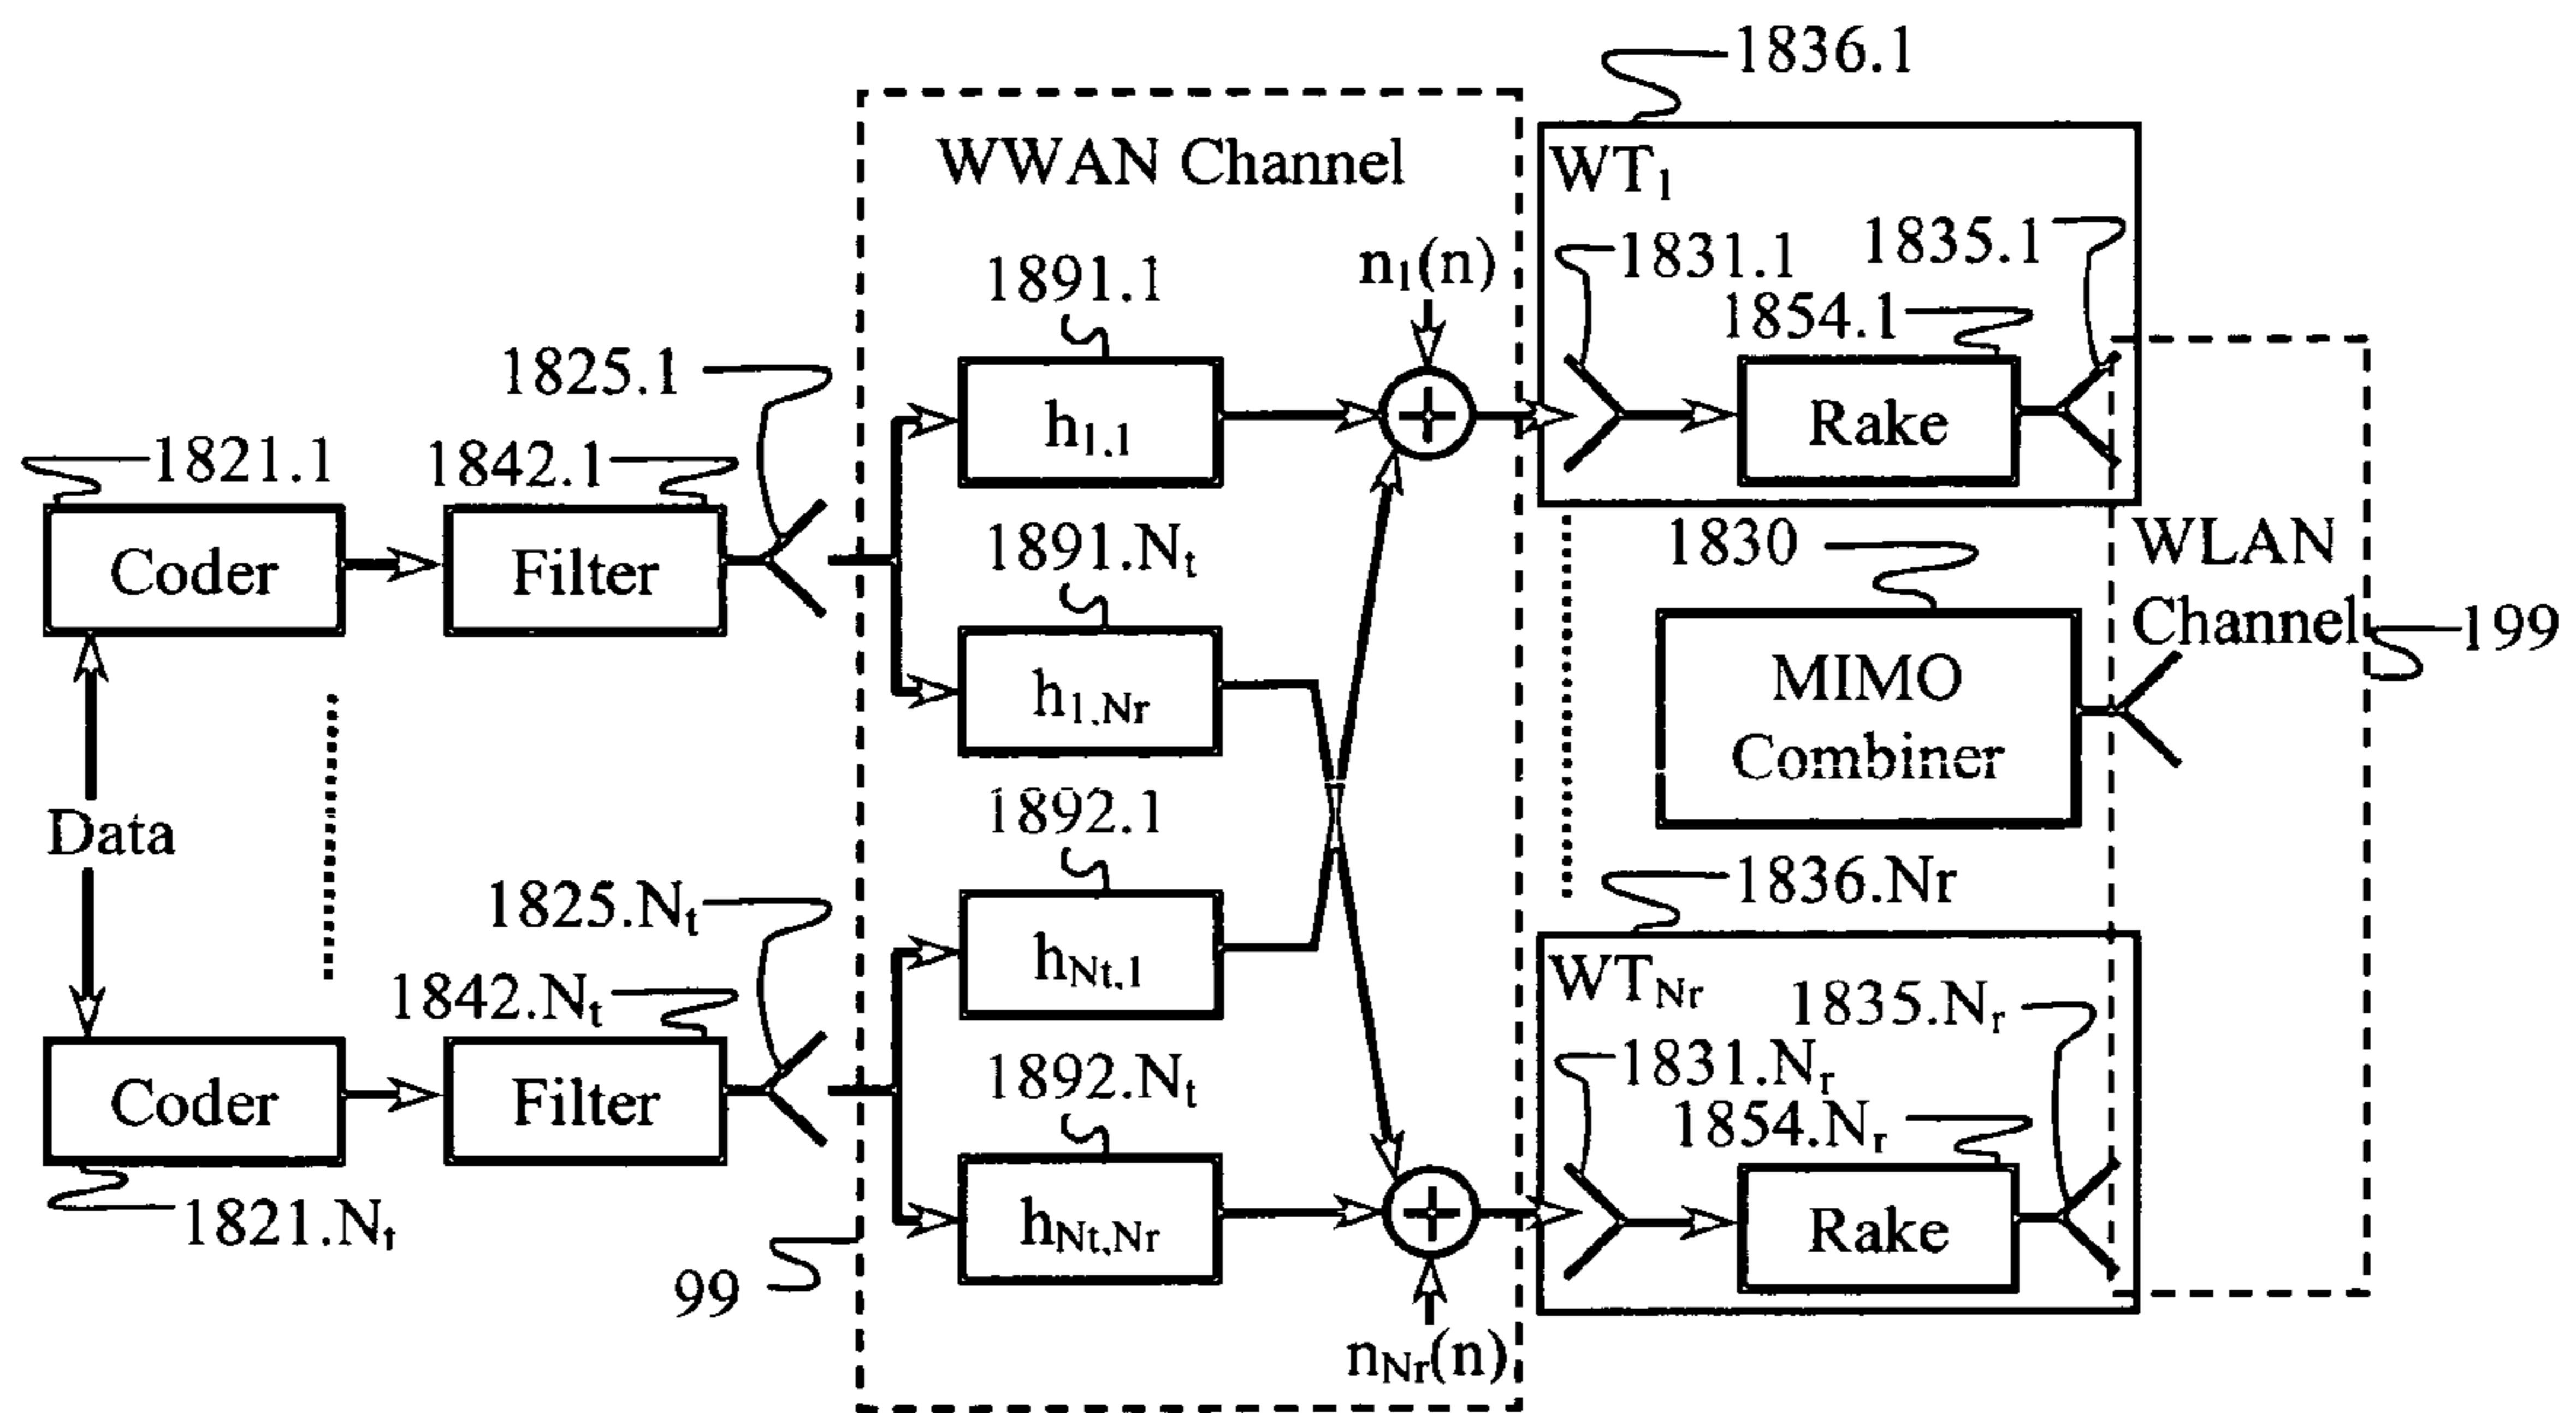 1836.1
WWAN Channel
WT1
1831.1
1835.1
n1(n)
1891.1
1854.1
1825.1
h1,1
Rake
1821.1
1842.1
1891.Nt
1830
WLAN
Channel
199
Coder
Filter
h1,Nr
MIMO
Combiner
Data
1892.1
1836.Nr
1825.Nt
hNt,1
WTNr
1835.Nr
1842.Nt
1892.Nt
1831.Nr
1854.Nr
Coder
Filter
hNt,Nr
Rake
1821.Nt
99
nNr(n)